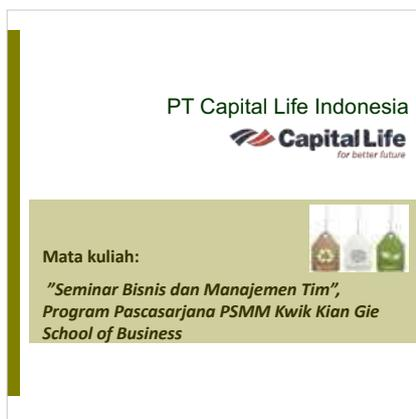 PT Capital Life Indonesia
Capital Life
for better future
Mata kuliah:
”Seminar Bisnis dan Manajemen Tim”,
Program Pascasarjana PSMM Kwik Kian Gie
School of Business